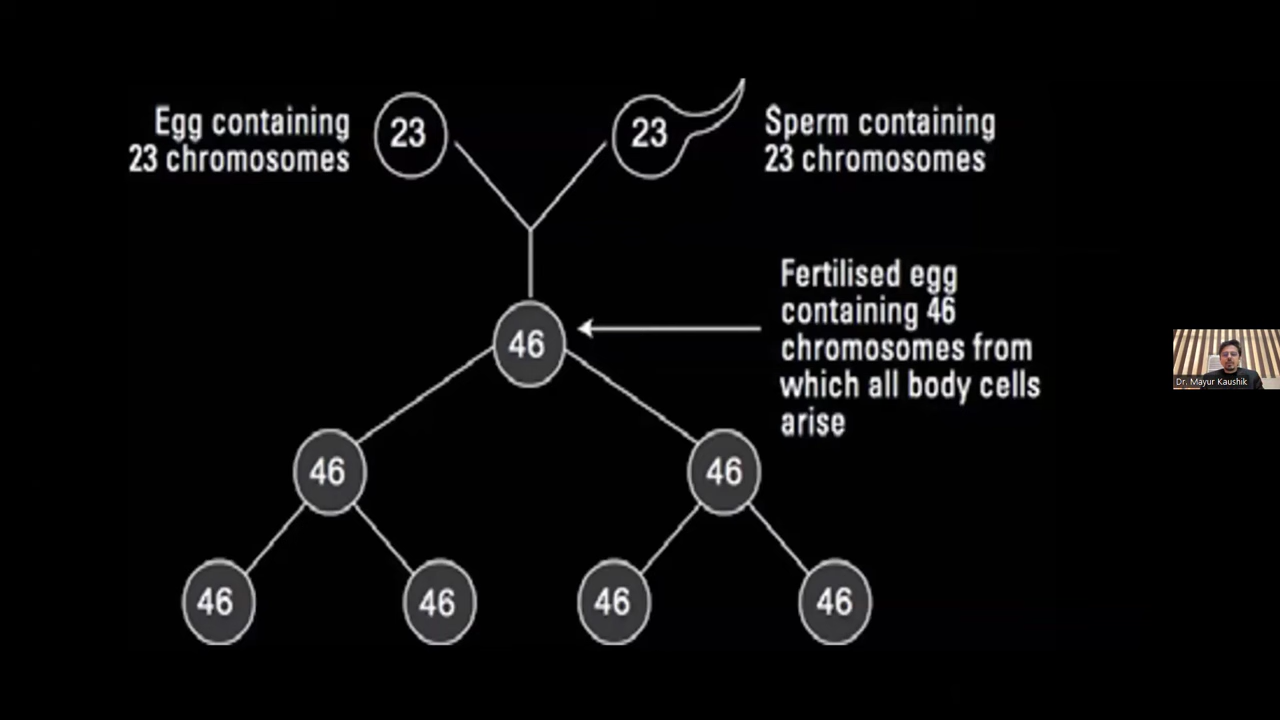 Egg containing
23 chromosomes
23
23
Sperm containing
23 chromosomes
Fertilised egg
containing 46
chromosomes from
which all body cells
arise
46
46
46
46
46
46
46
Dr. Mayur Kaushik